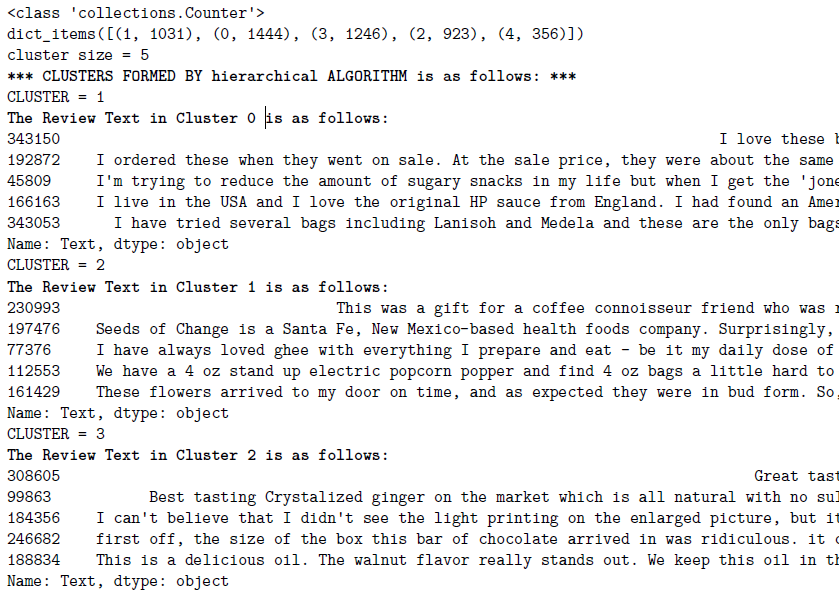 <class 'collections.Counter'>
dict_items([(1, 1031), (0, 1444), (3, 1246), (2, 923), (4, 356)])
cluster size = 5
*** CLUSTERS FORMED BY hierarchical ALGORITHM is as follows: ***
CLUSTER = 1
The Review Text in Cluster 0 is as follows:
343150 I love these
192872 I ordered these when they went on sale. At the sale price, they were about the same
45809 I'm trying to reduce the amount of sugary snacks in my life but when I get the 'jone
166163 I live in the USA and I love the original HP sauce from England. I had found an Amer
343053 I have tried several bags including Lanisoh and Medela and these are the only bags
Name: Text, dtype: object
CLUSTER = 2
The Review Text in Cluster 1 is as follows:
230993 This was a gift for a coffee connoisseur friend who was
197476 Seeds of Change is a Santa Fe, New Mexico-based health foods company. Surprisingly,
77376 I have always loved ghee with everything I prepare and eat - be it my daily dose of
112553 We have a 4 oz stand up electric popcorn popper and find 4 oz bags a little hard to
161429 These flowers arrived to my door on time, and as expected they were in bud form. So,
Name: Text, dtype: object
CLUSTER = 3
The Review Text in Cluster 2 is as follows:
308605 Great tast
99863 Best tasting Crystalized ginger on the market which is all natural with no sul
184356 I can't believe that I didn't see the light printing on the enlarged picture, but it
246682 first off, the size of the box this bar of chocolate arrived in was ridiculous. it
188834 This is a delicious oil. The walnut flavor really stands out. We keep this oil in th
Name: Text, dtype: object